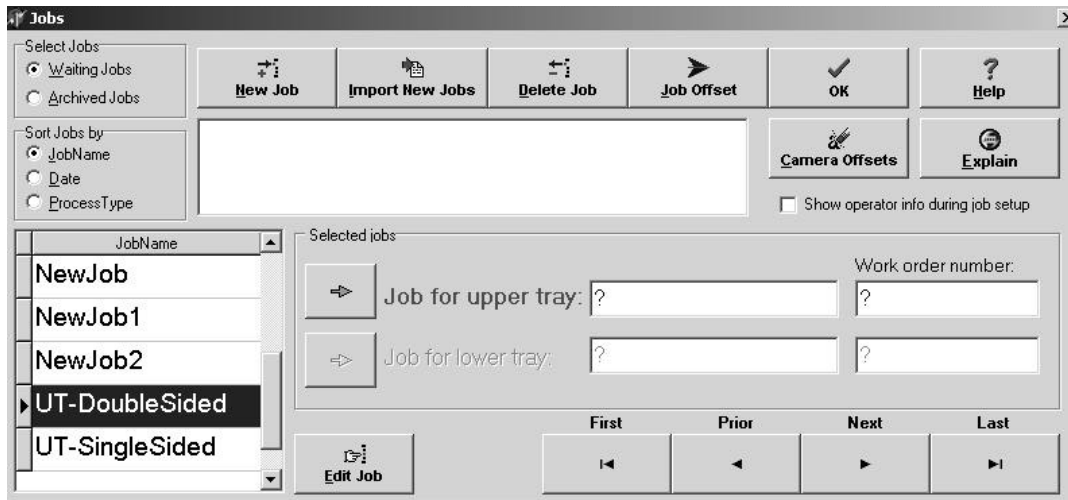 Jobs
Select Jobs
Waiting Jobs
Archived Jobs
New Job
Import New Jobs
Delete Job
Job Offset
OK
Help
Sort Jobs by
JobName
Date
ProcessType
Camera Offsets
Explain
Show operator info during job setup
JobName
NewJob
NewJob1
NewJob2
UT-DoubleSided
UT-SingleSided
Selected jobs
Work order number:
Job for upper tray: ? ?
Job for lower tray: ? ?
Edit Job
First Prior Next Last